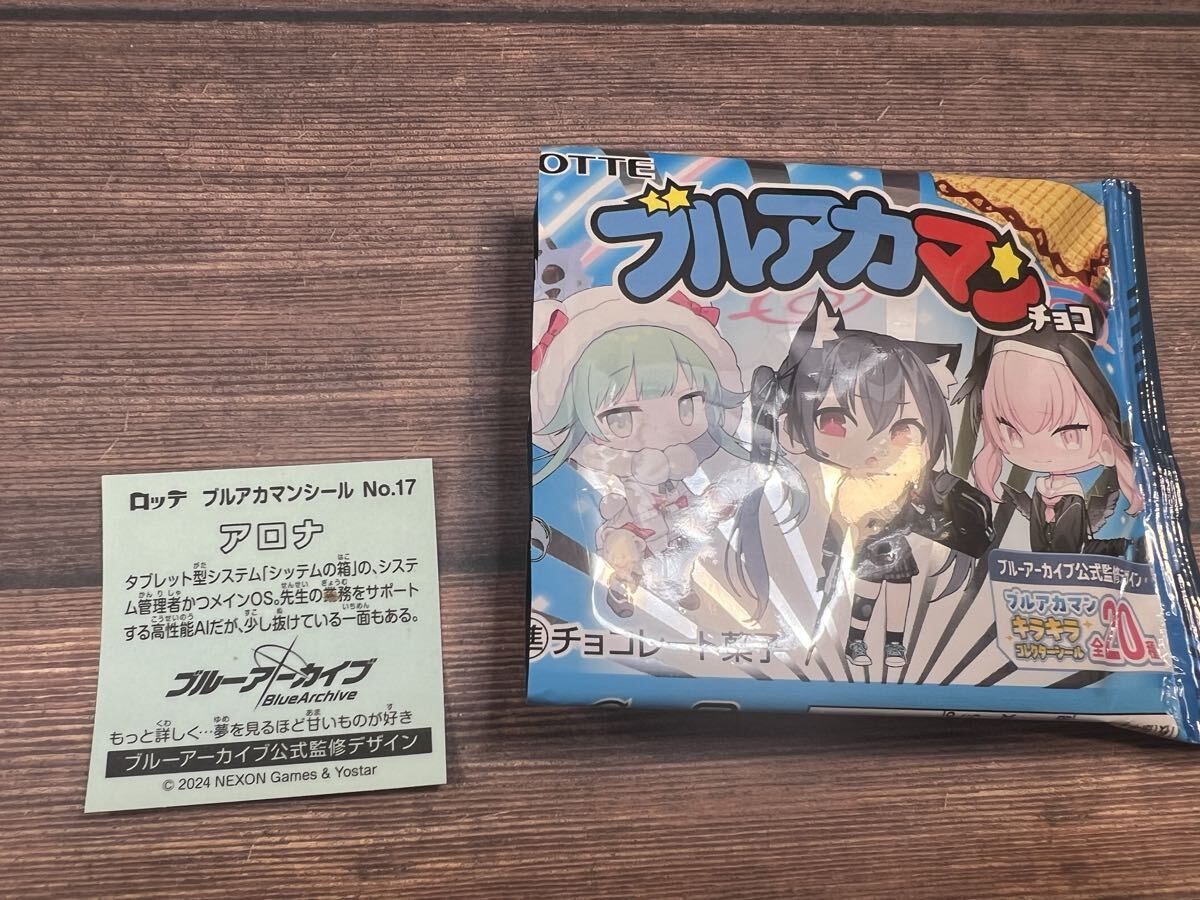 ロッテ ブルアカマンシール No.17
アロナ
タブレット型システム「シッテムの箱」の、システ
ム管理者かつメインOS。先生の業務をサポート
する高性能AIだが、少し抜けている一面もある。
ブルーアーカイブ
BlueArchive
もっと詳しく…夢を見るほど甘いものが好き
ブルーアーカイブ公式監修デザイン
© 2024 NEXON Games & Yostar
OTTE
ブルアカマン
チョコ
ブルーアーカイブ公式監修デザイン
ブルアカマン
キラキラ
コレクターシール
全20種
準チョコレート菓子